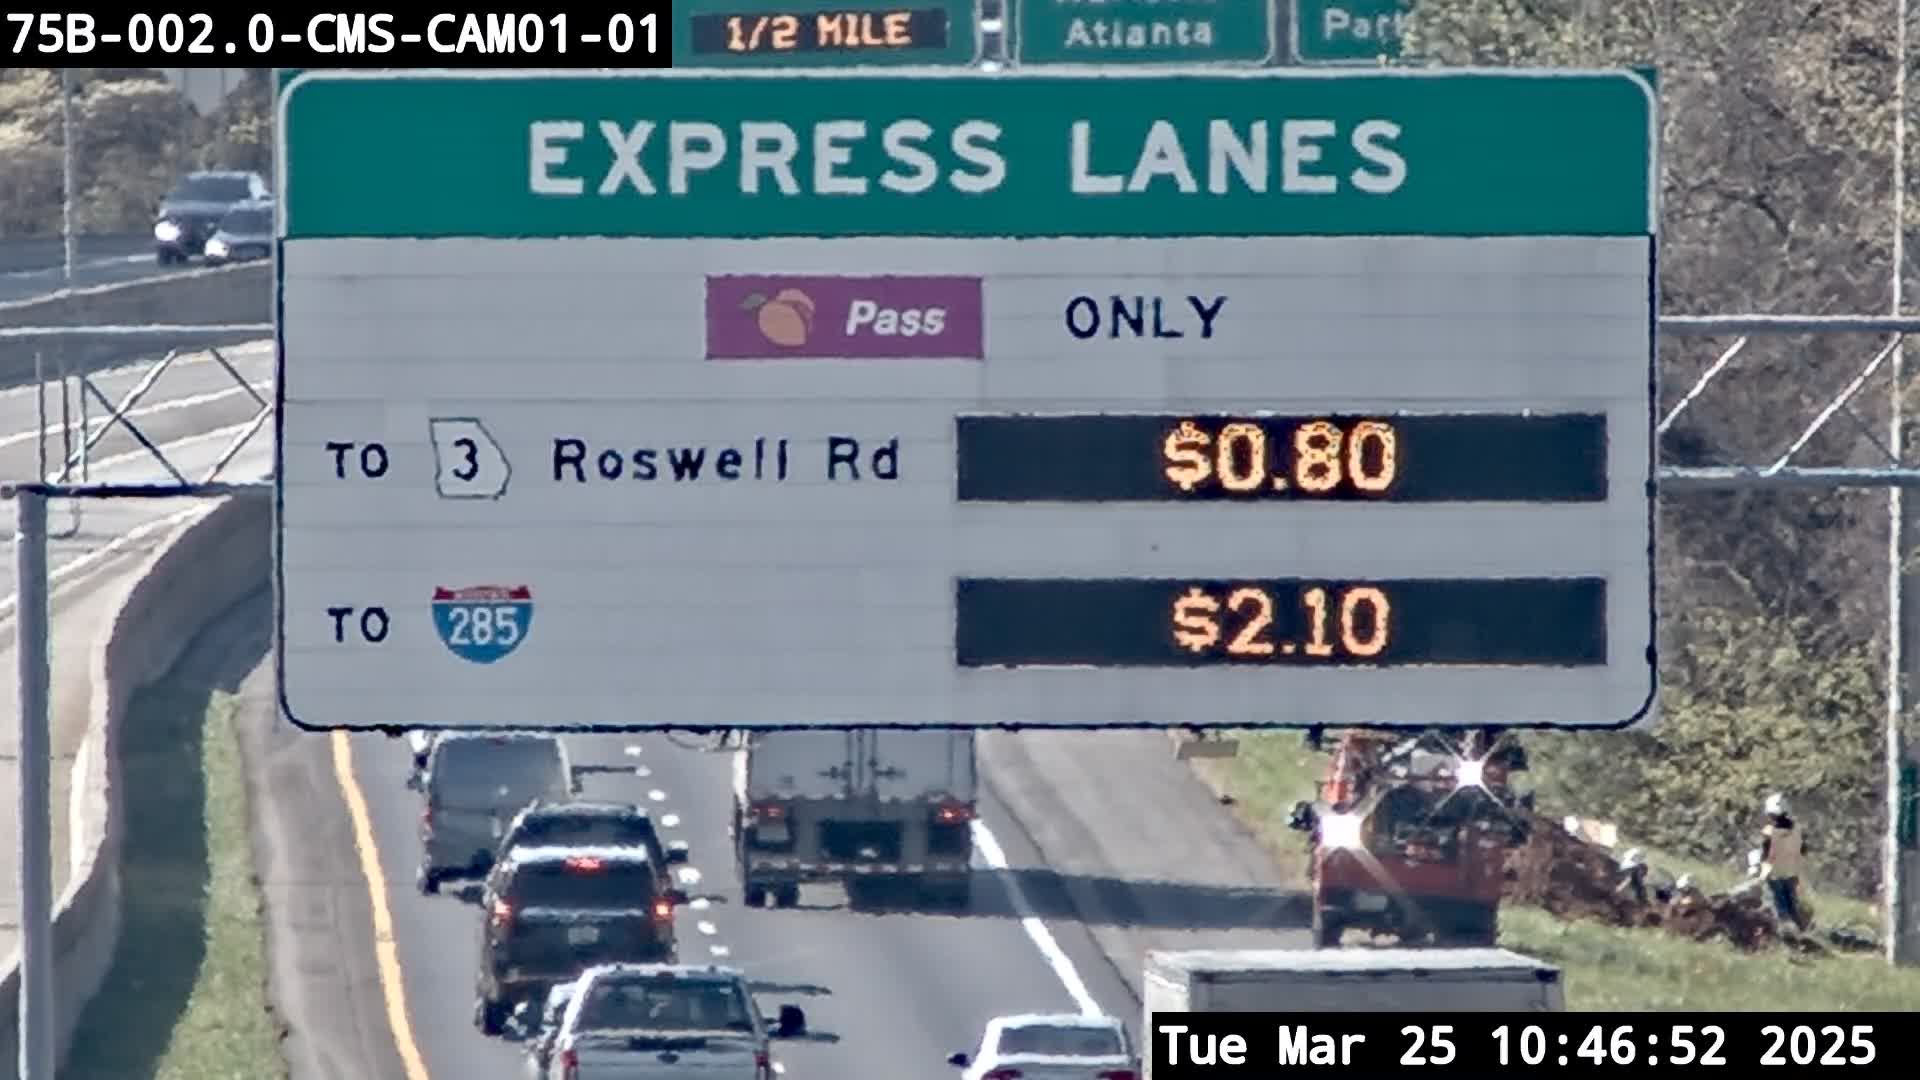 75B-002.0-CMS-CAM01-01
1/2 MILE
Atlanta
EXPRESS LANES
Pass ONLY
TO 3 Roswell Rd $0.80
TO 285 $2.10
Tue Mar 25 10:46:52 2025